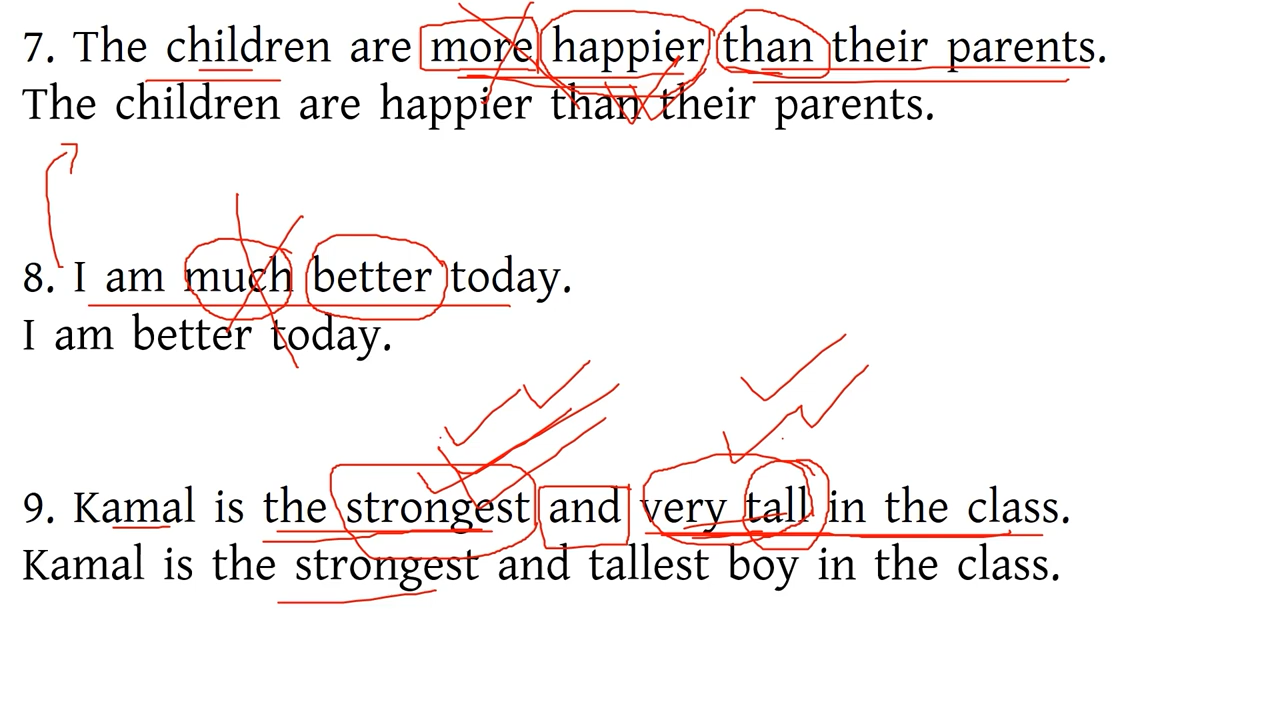 7. The children are more happier than their parents.
The children are happier than their parents.
8. I am much better today.
I am better today.
9. Kamal is the strongest and very tall in the class.
Kamal is the strongest and tallest boy in the class.